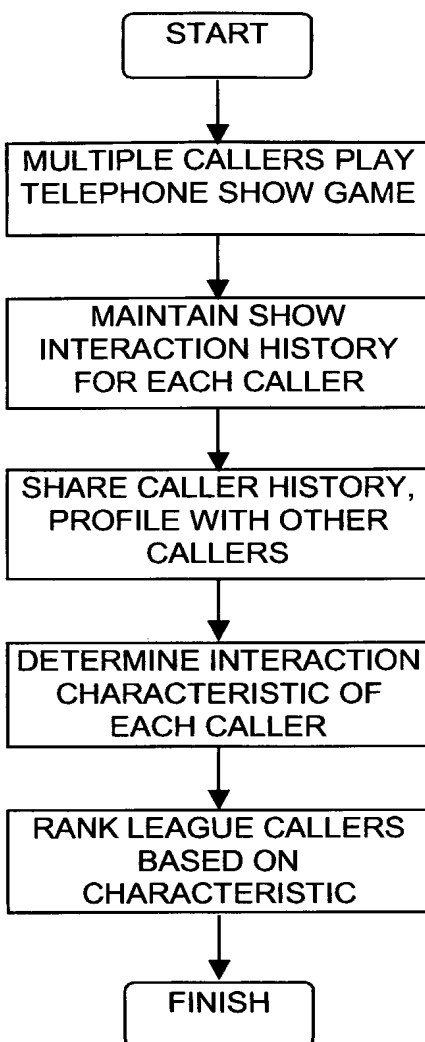 START
MULTIPLE CALLERS PLAY
TELEPHONE SHOW GAME
MAINTAIN SHOW
INTERACTION HISTORY
FOR EACH CALLER
SHARE CALLER HISTORY,
PROFILE WITH OTHER
CALLERS
DETERMINE INTERACTION
CHARACTERISTIC OF
EACH CALLER
RANK LEAGUE CALLERS
BASED ON
CHARACTERISTIC
FINISH